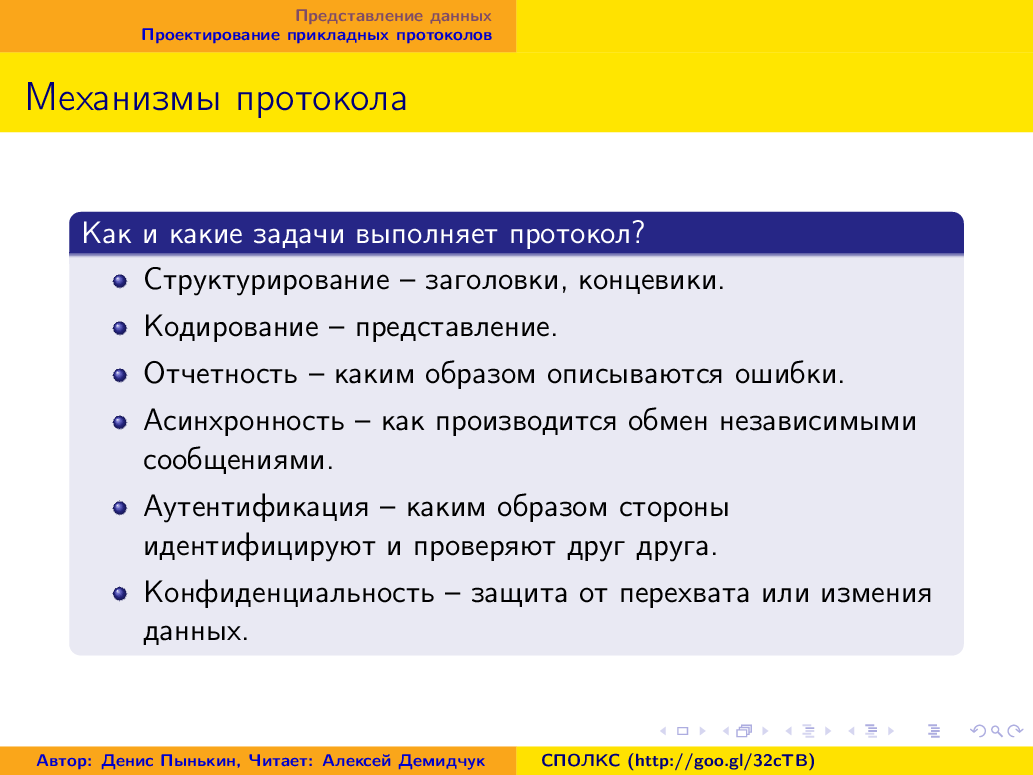 Представление данных
Проектирование прикладных протоколов
Механизмы протокола
Как и какие задачи выполняет протокол?
Структурирование – заголовки, концевики.
Кодирование – представление.
Отчетность – каким образом описываются ошибки.
Асинхронность – как производится обмен независимыми
сообщениями.
Аутентификация – каким образом стороны
идентифицируют и проверяют друг друга.
Конфиденциальность – защита от перехвата или измения
данных.
Автор: Денис Пынькин, Читает: Алексей Демидчук
СПОЛКС (http://goo.gl/32cTB)